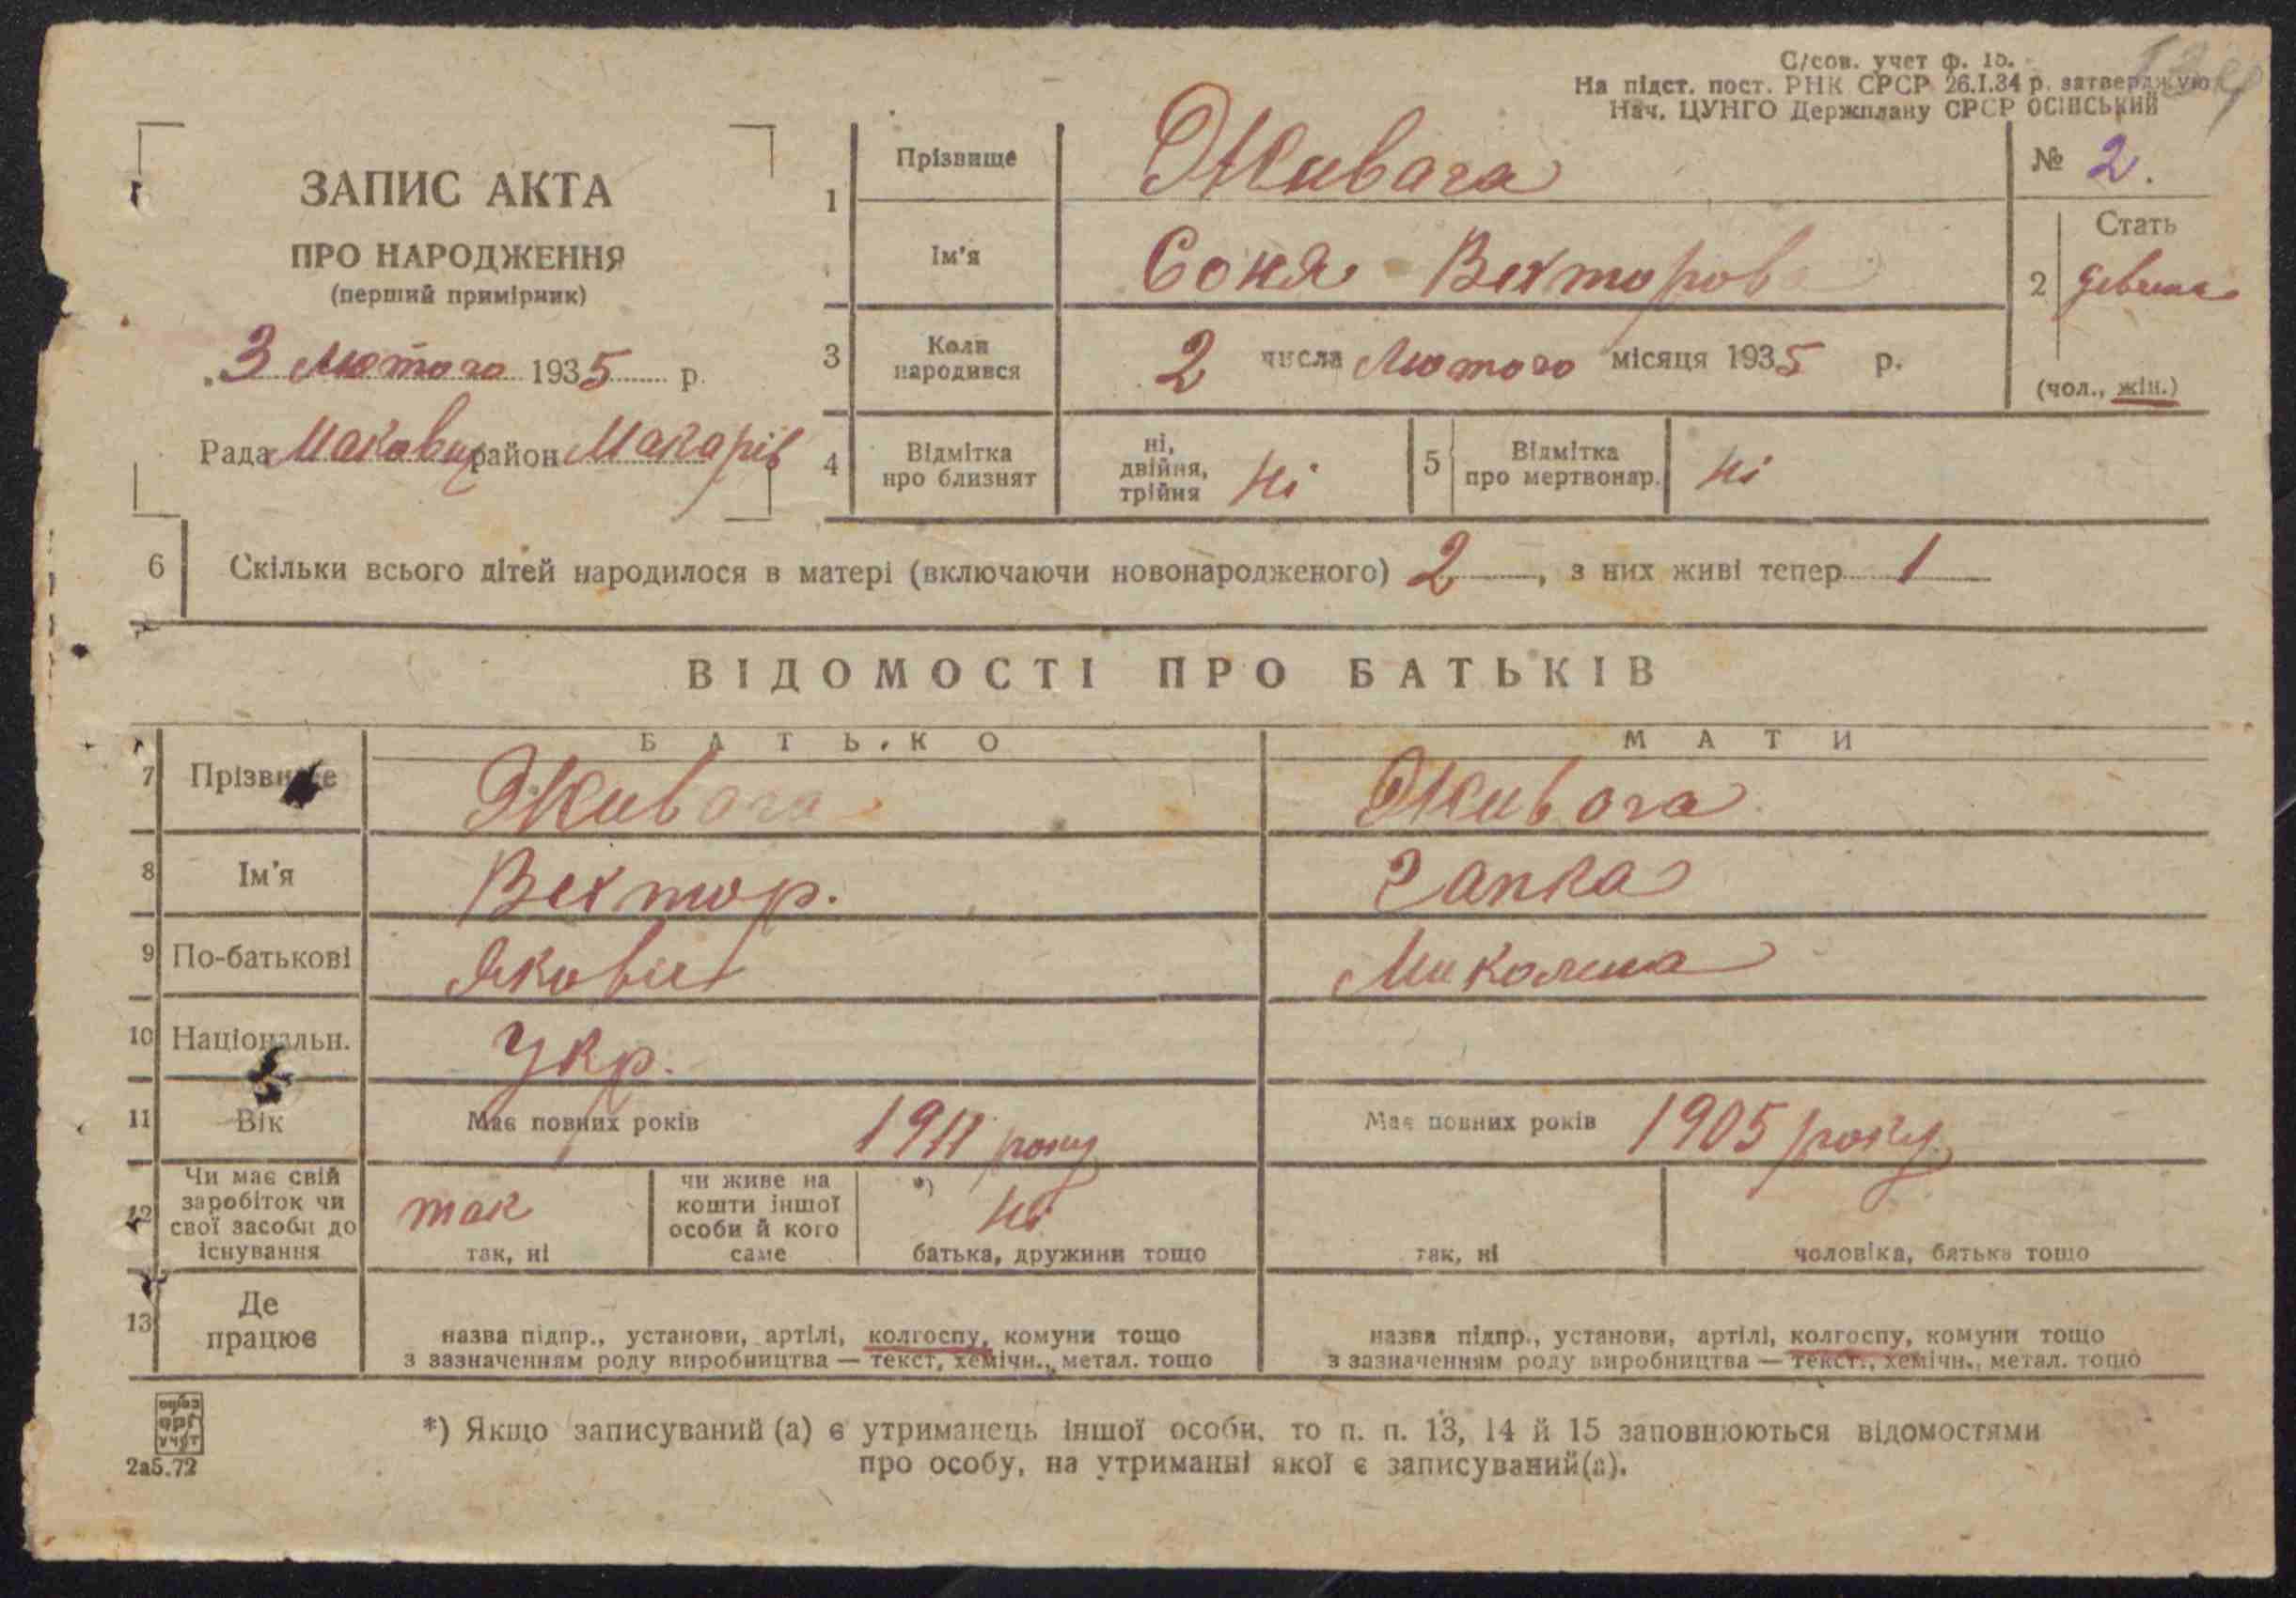 С/сов. учет ф. 15.
На підст. пост. РНК СРСР 26.I.34 р. затверджую
Нач. ЦУНГО Держплану СРСР ОСІНСЬКИЙ
ЗАПИС АКТА
ПРО НАРОДЖЕННЯ
(перший примірник)
3 Лютого 1935 р.
Рада район Макарів
1 Прізвище Живага
№ 2.
Ім'я Соня Вехторов
2 Стать
(чол., жін.)
3 Коли народився 2 числа Лютого місяця 1935 р.
4 Відмітка про близнят ні, двійня, трійня Ні
5 Відмітка про мертвонар. Ні
6 Скільки всього дітей народилося в матері (включаючи новонародженого) 2, з них живі тепер 1
ВІДОМОСТІ ПРО БАТЬКІВ
БАТЬКО МАТИ
7 Прізвище Живага Живога
8 Ім'я Вехтор. Гапка
9 По-батькові Якович Миколина
10 Національн. Укр.
11 Вік Має повних років 1911 року Має повних років 1905 року
12 Чи має свій заробіток чи свої засоби до існування так так, ні чи живе на кошти іншої особи й кого саме *) Ні батька, дружини тощо так, ні чоловіка, батька тощо
13 Де працює
назва підпр., установи, артілі, колгоспу, комуни тощо
з зазначенням роду виробництва — текст, хемічн., метал. тощо
назва підпр., установи, артілі, колгоспу, комуни тощо
з зазначенням роду виробництва — текст., хемічн., метал. тощо
*) Якщо записуваний (а) є утриманець іншої особи, то п. п. 13, 14 й 15 заповнюються відомостями
про особу, на утриманні якої є записуваний(а).
2а5.72